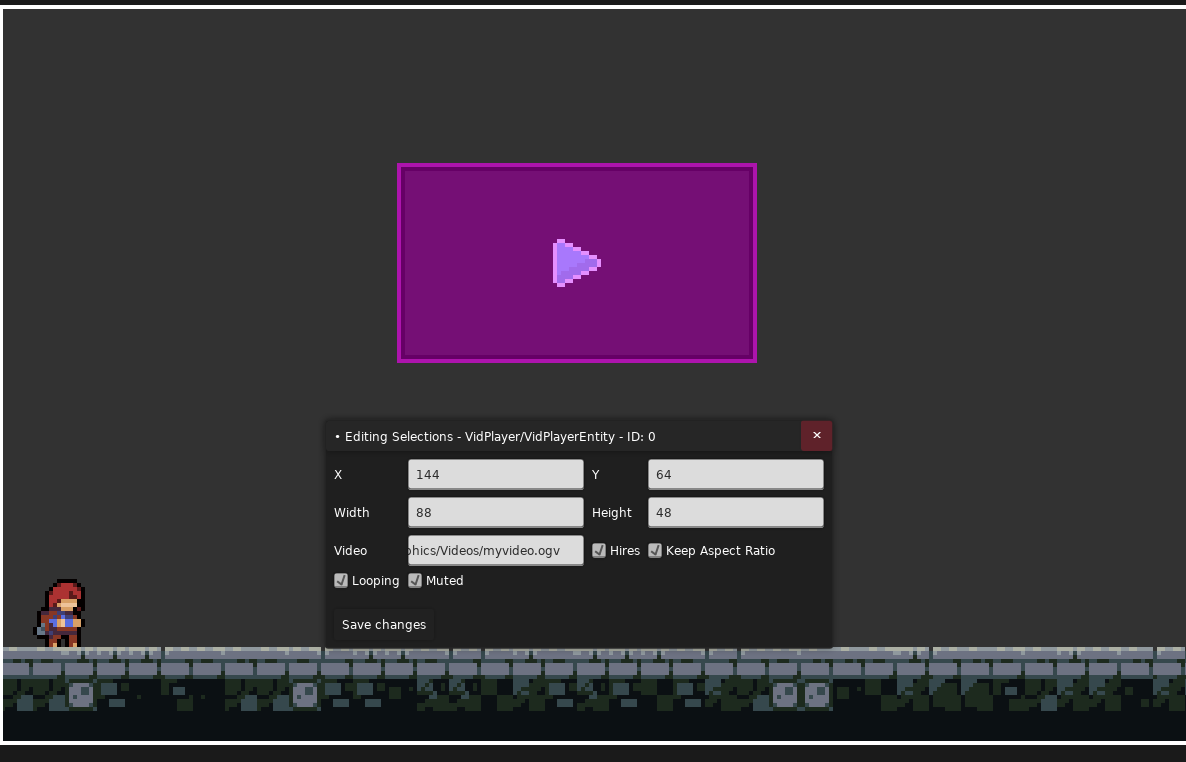 • Editing Selections - VidPlayer/VidPlayerEntity - ID: 0 ×
X 144 Y 64
Width 88 Height 48
Video phics/Videos/myvideo.ogv Hires Keep Aspect Ratio
Looping Muted
Save changes